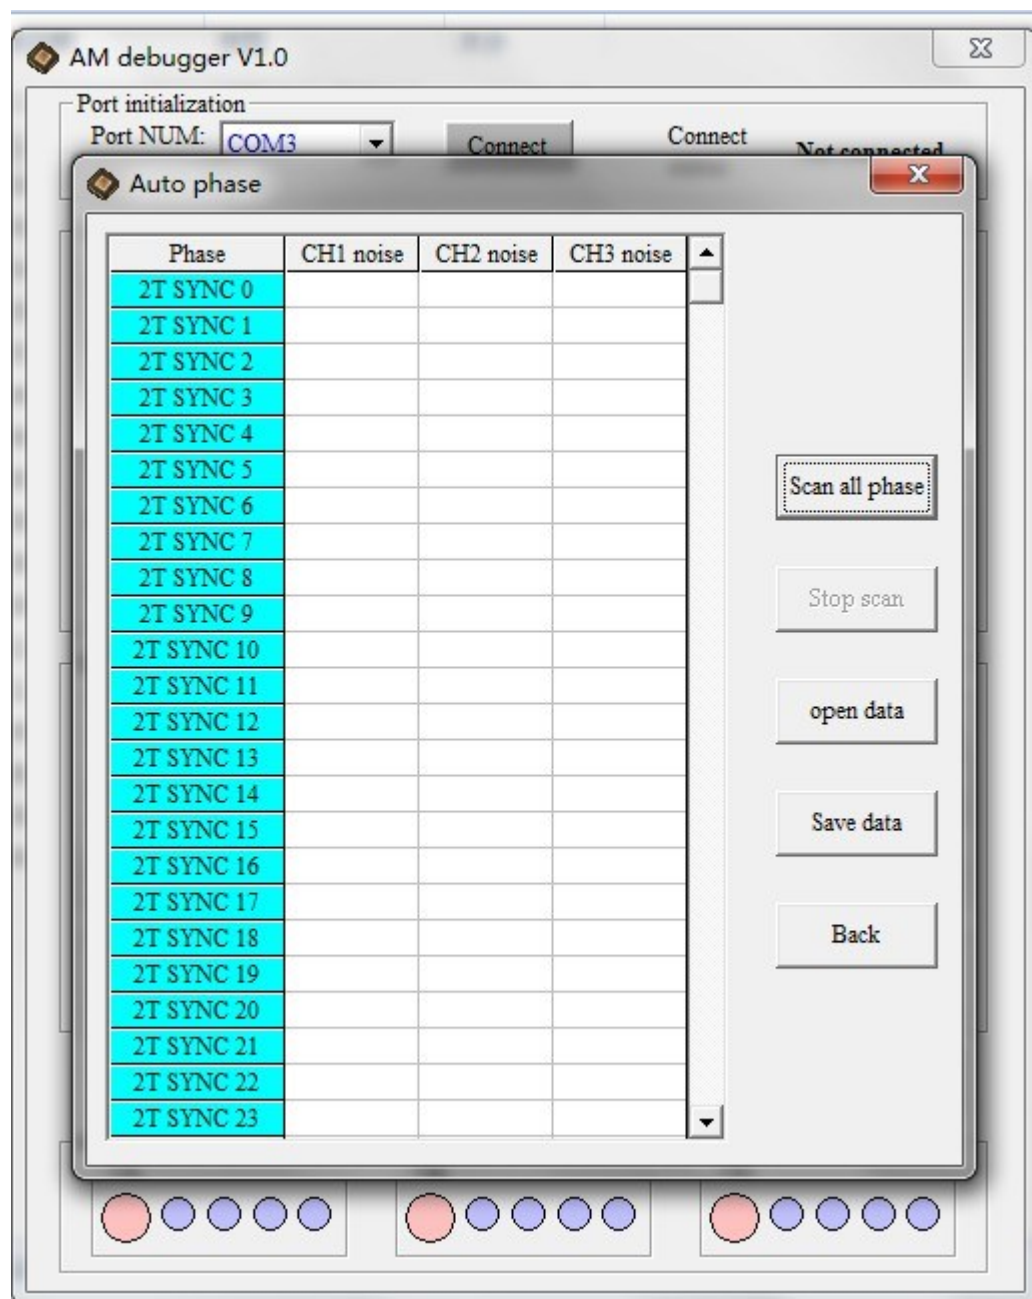 AM debugger V1.0
Port initialization
Port NUM: COM3 Connect Connect Not connected
Auto phase
Phase CH1 noise CH2 noise CH3 noise
2T SYNC 0
2T SYNC 1
2T SYNC 2
2T SYNC 3
2T SYNC 4
2T SYNC 5
2T SYNC 6
2T SYNC 7
2T SYNC 8
2T SYNC 9
2T SYNC 10
2T SYNC 11
2T SYNC 12
2T SYNC 13
2T SYNC 14
2T SYNC 15
2T SYNC 16
2T SYNC 17
2T SYNC 18
2T SYNC 19
2T SYNC 20
2T SYNC 21
2T SYNC 22
2T SYNC 23
Scan all phase
Stop scan
open data
Save data
Back